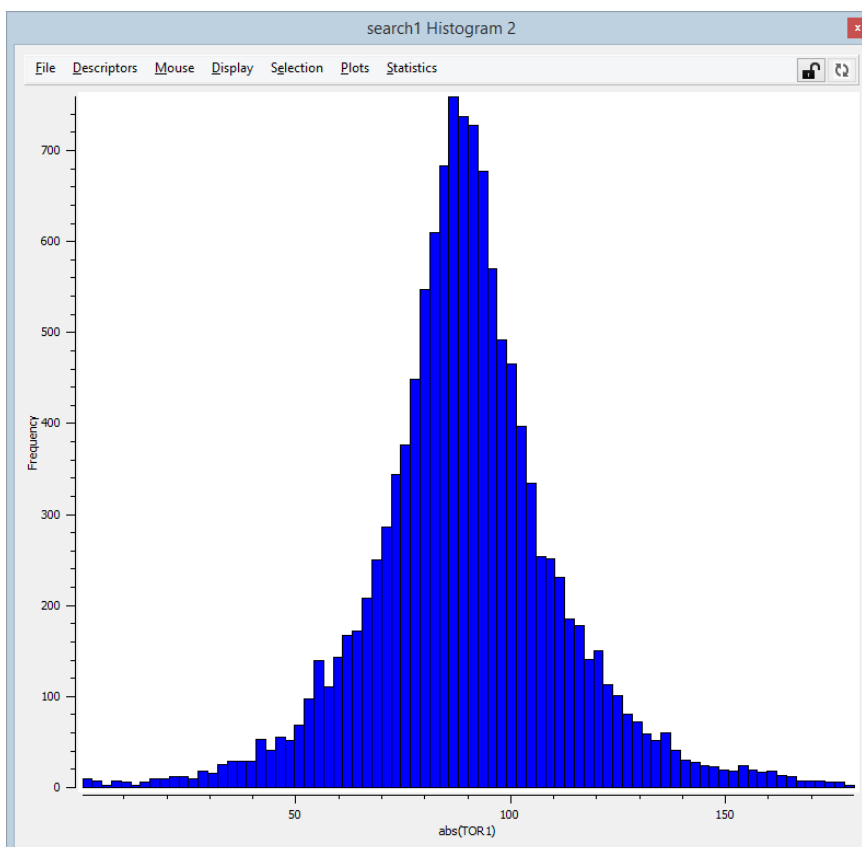 search1 Histogram 2
x
File Descriptors Mouse Display Selection Plots Statistics
700
600
500
400
300
200
100
0
Frequency
50 100 150
abs(TOR1)